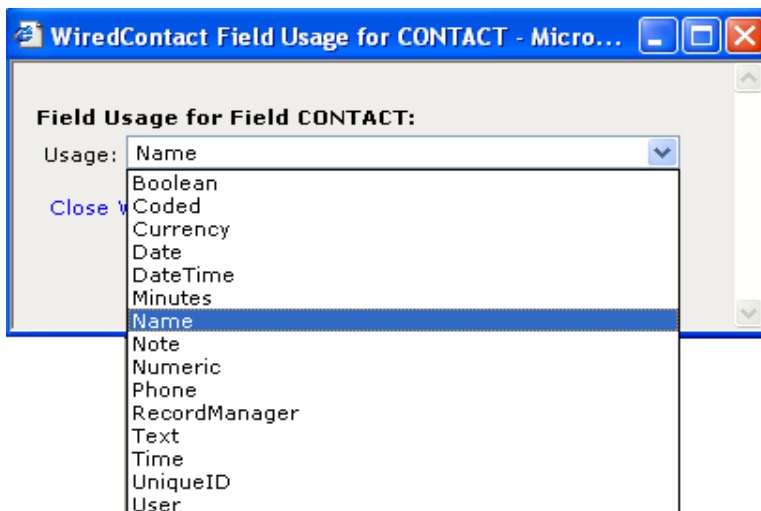 WiredContact Field Usage for CONTACT - Micro...
Field Usage for Field CONTACT:
Usage: Name
Boolean
Close
Coded
Currency
Date
DateTime
Minutes
Name
Note
Numeric
Phone
RecordManager
Text
Time
UniqueID
User